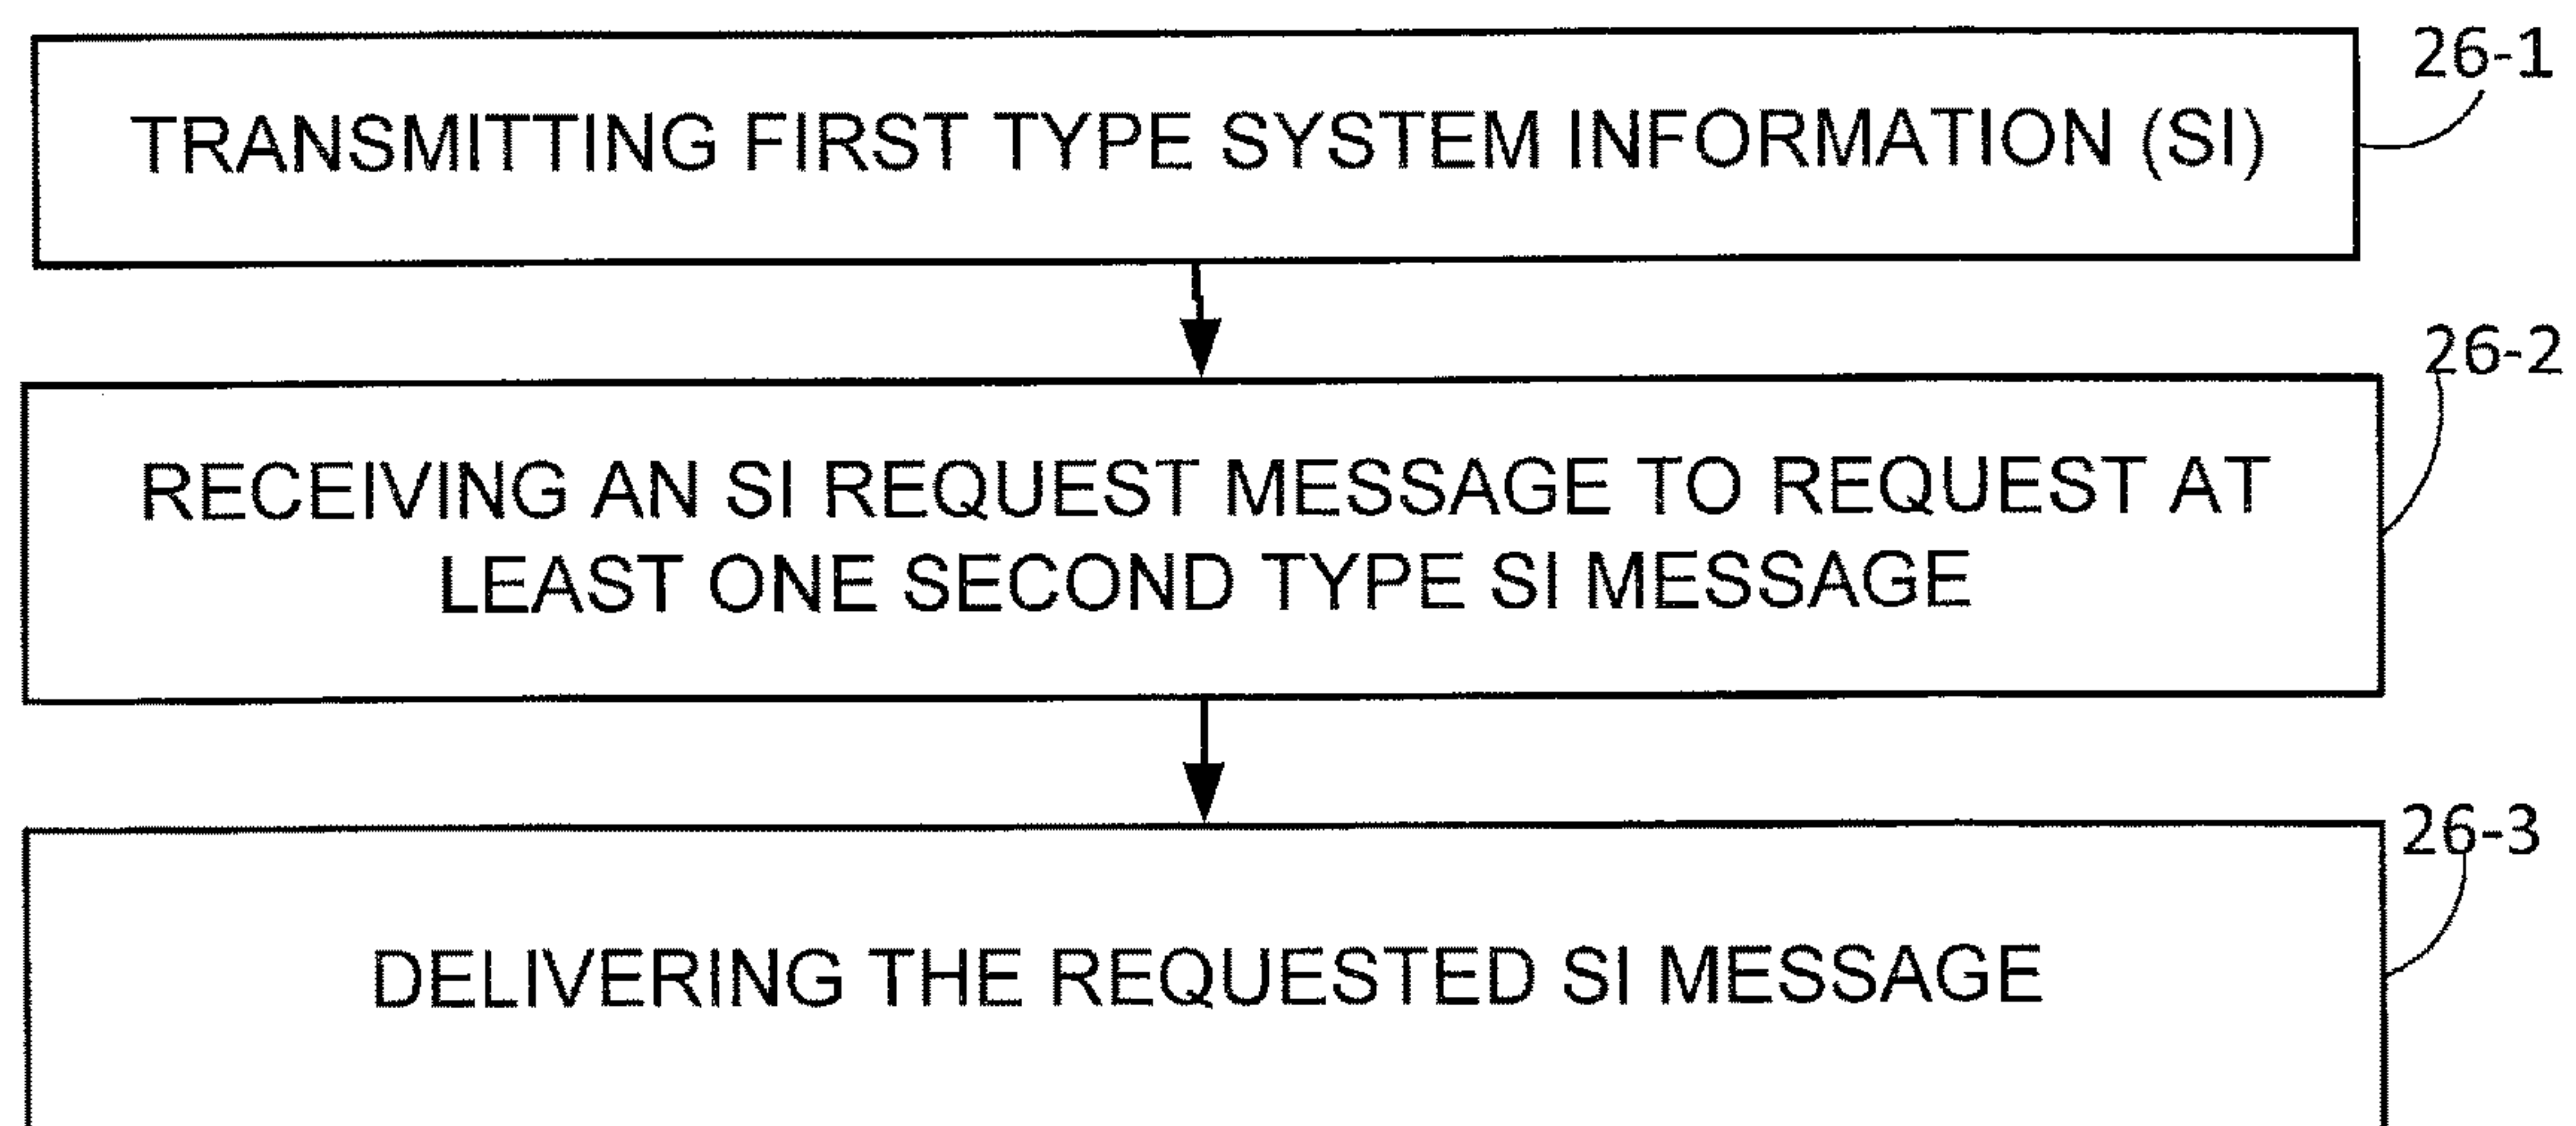 26-1
TRANSMITTING FIRST TYPE SYSTEM INFORMATION (SI)
26-2
RECEIVING AN SI REQUEST MESSAGE TO REQUEST AT
LEAST ONE SECOND TYPE SI MESSAGE
26-3
DELIVERING THE REQUESTED SI MESSAGE